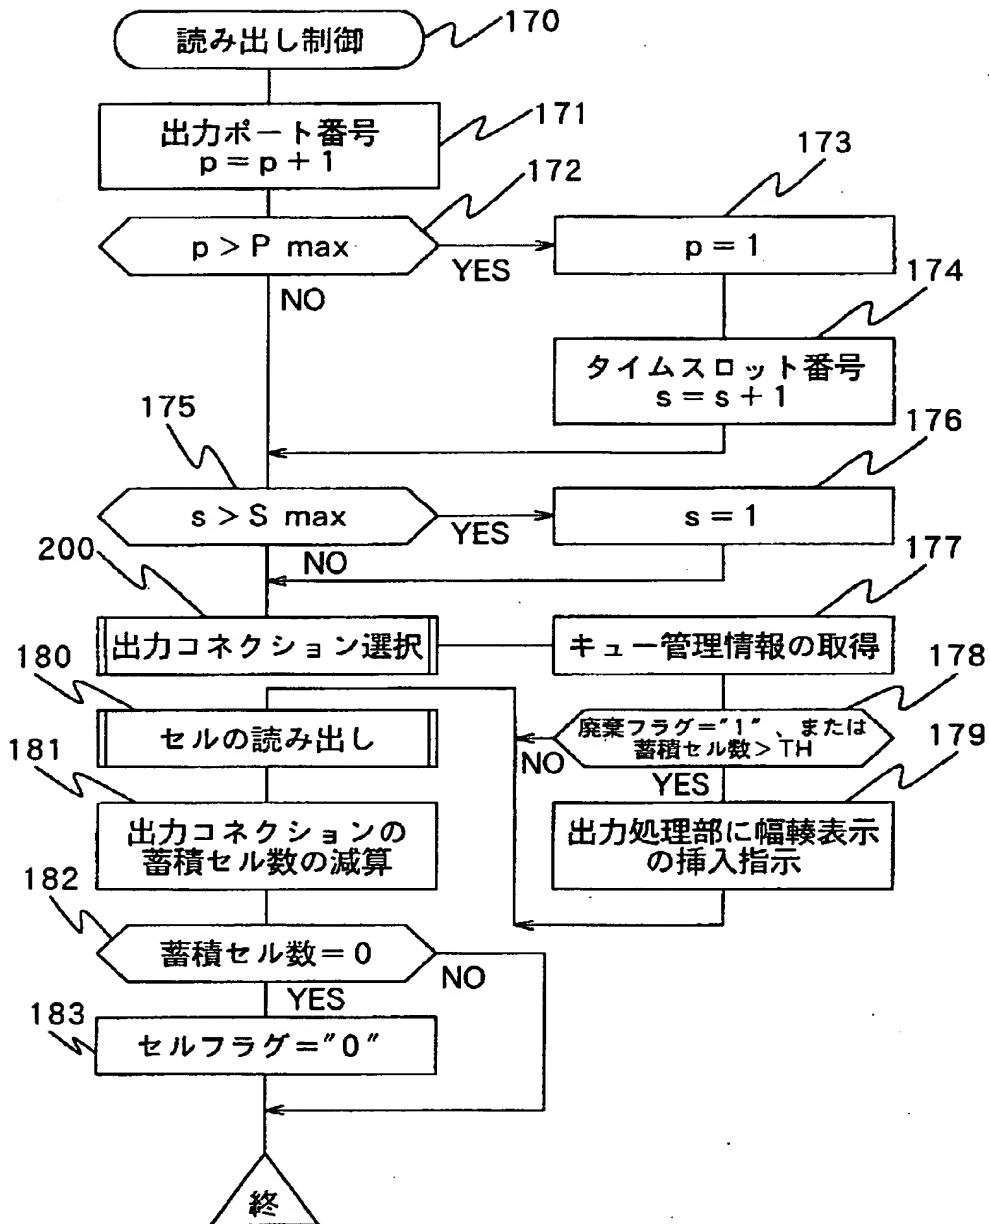 読み出し制御
170
出力ポート番号
p = p + 1
171
p > P max
172
YES
NO
p = 1
173
タイムスロット番号
s = s + 1
174
s > S max
175
YES
NO
s = 1
176
出力コネクション選択
200
キュー管理情報の取得
177
廃棄フラグ="1"、または
蓄積セル数>TH
178
NO
YES
出力処理部に幅輳表示
の挿入指示
179
セルの読み出し
180
出力コネクションの
蓄積セル数の減算
181
蓄積セル数=0
182
NO
YES
セルフラグ="0"
183
終